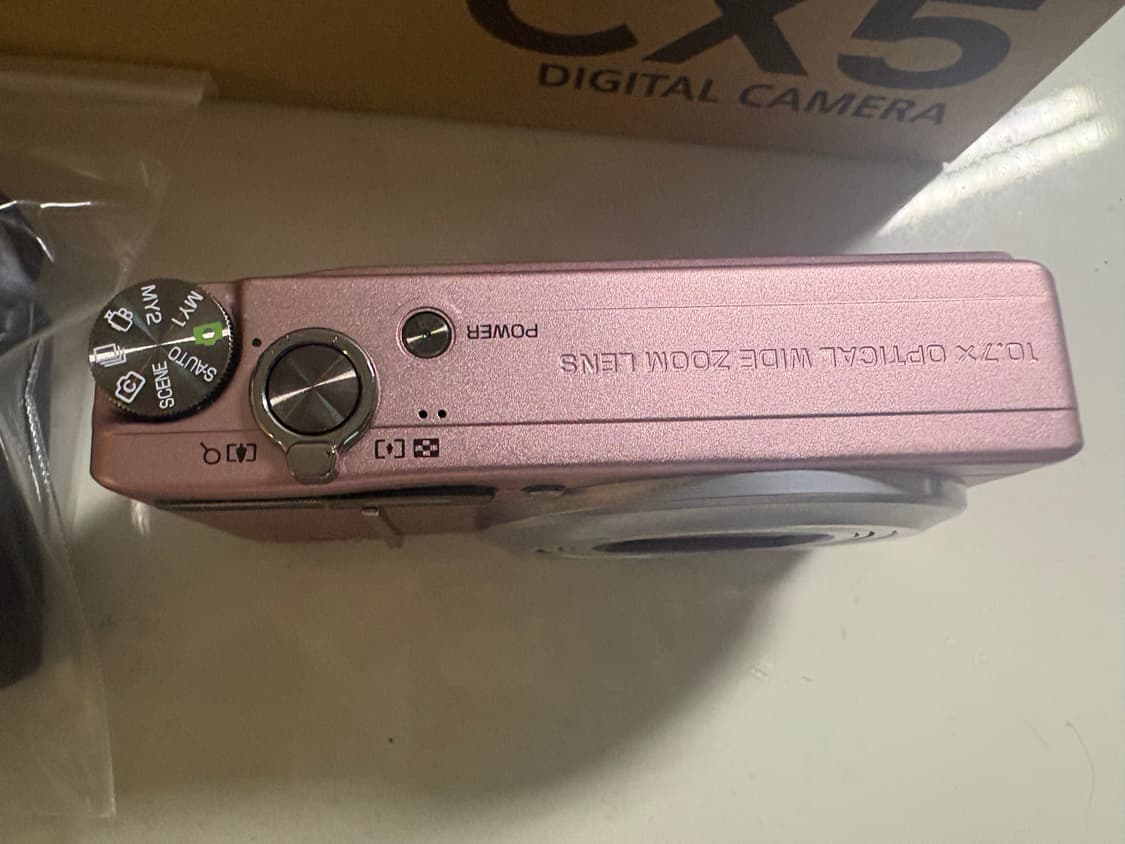 CX5
DIGITAL CAMERA
MY2
MY1
S-AUTO
SCENE
POWER
10.7× OPTICAL WIDE ZOOM LENS